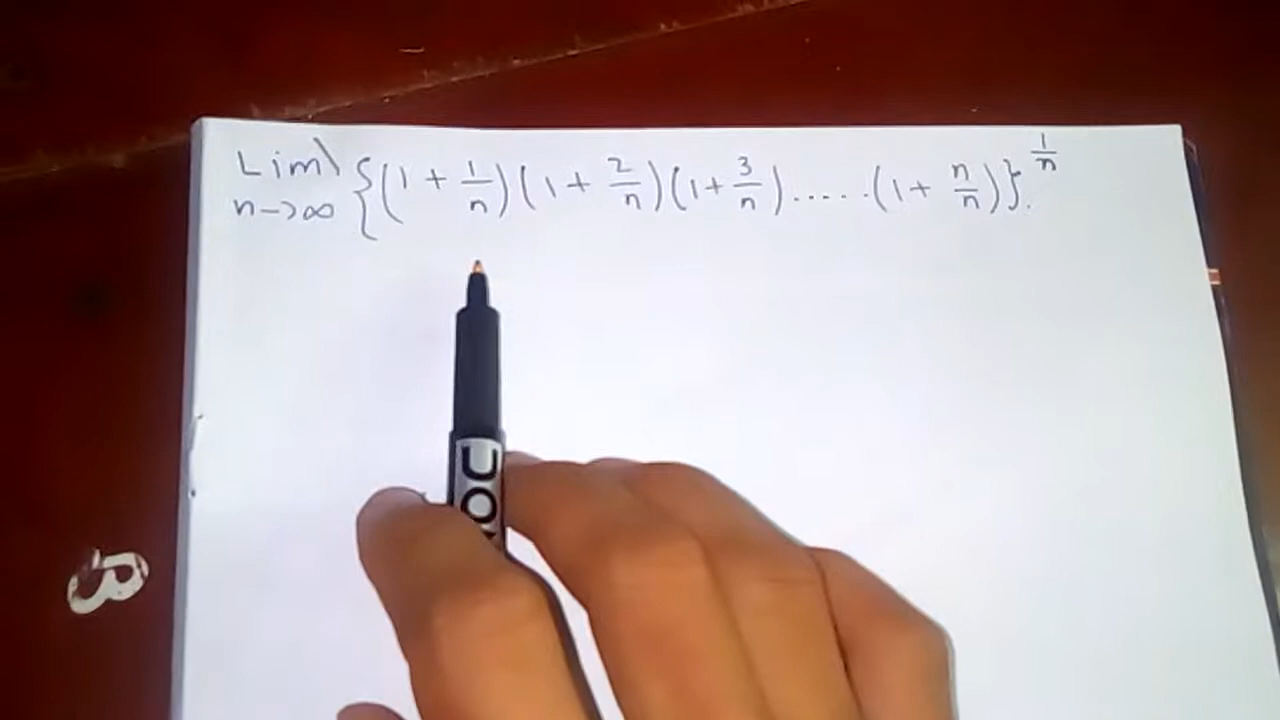 Lim n->∞ {(1 + 1/n)(1 + 2/n)(1 + 3/n).....(1 + n/n)}^1/n.
B